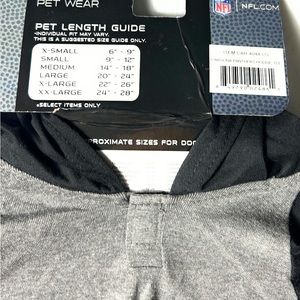 PET WEAR
PET LENGTH GUIDE
•INDIVIDUAL FIT MAY VARY.
THIS IS A SUGGESTED SIZE GUIDE ONLY.
X-SMALL 6" - 9"
SMALL 9" - 12"
MEDIUM 14" - 18"
LARGE 20" - 24"
X-LARGE 22" - 26"
XX-LARGE 24" - 28"
•SELECT ITEMS ONLY
NFL
NFL.COM
PROXIMATE SIZES FOR DOG